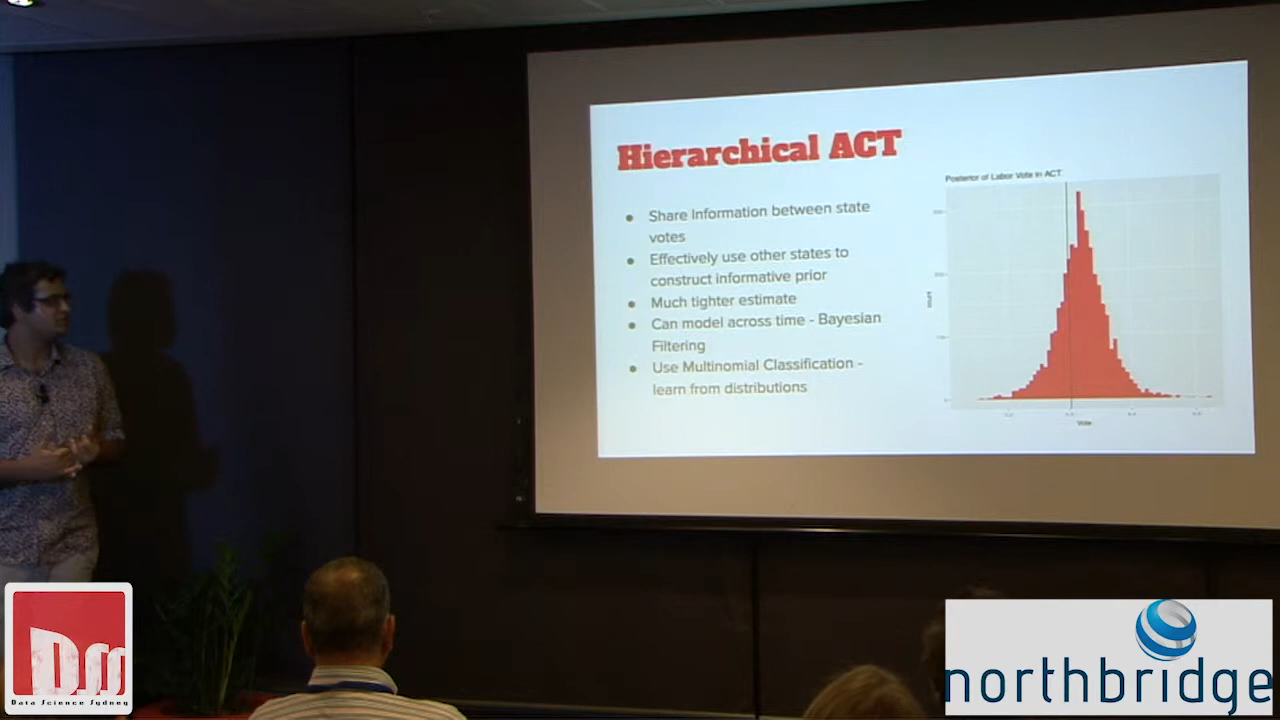 Hierarchical ACT
● Share Information between state
votes
● Effectively use other states to
construct informative prior
● Much tighter estimate
● Can model across time - Bayesian
Filtering
● Use Multinomial Classification -
learn from distributions
Posterior of Labor Vote in ACT
count
Vote
DSS
Data Science Sydney
northbridge